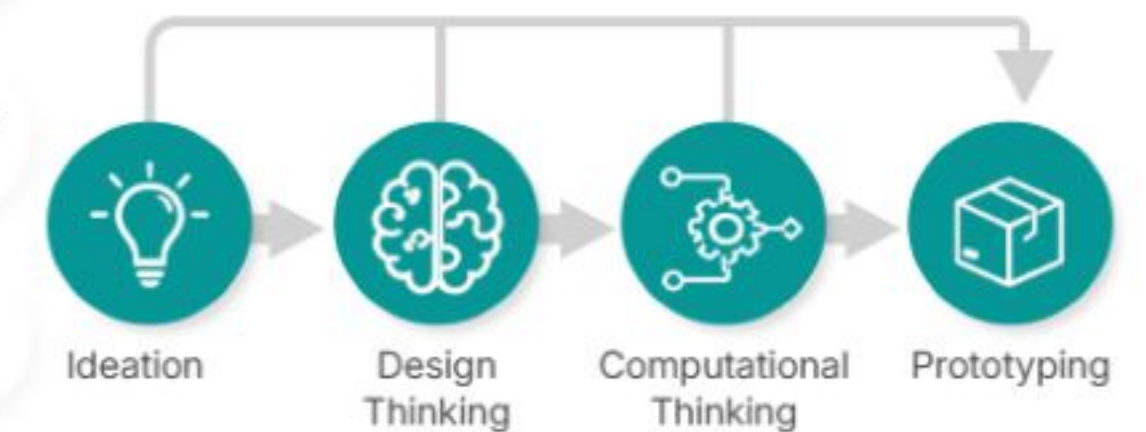 Ideation
Design
Thinking
Computational
Thinking
Prototyping